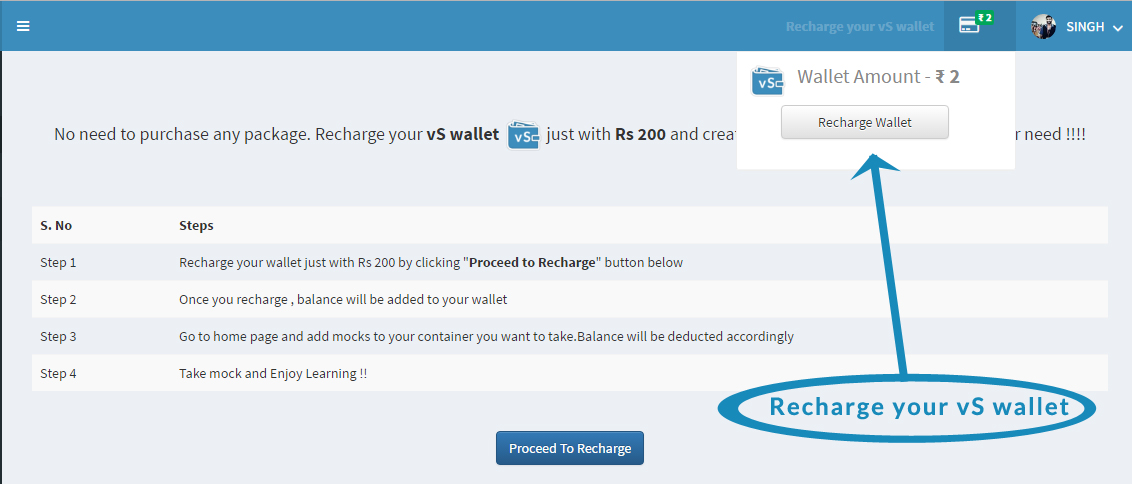 Recharge your vS wallet
₹ 2
SINGH
vS
Wallet Amount - ₹ 2
Recharge Wallet
No need to purchase any package. Recharge your vS wallet vS just with Rs 200 and r need !!!!
S. No Steps
Step 1 Recharge your wallet just with Rs 200 by clicking "Proceed to Recharge" button below
Step 2 Once you recharge , balance will be added to your wallet
Step 3 Go to home page and add mocks to your container you want to take.Balance will be deducted accordingly
Step 4 Take mock and Enjoy Learning !!
Recharge your vS wallet
Proceed To Recharge